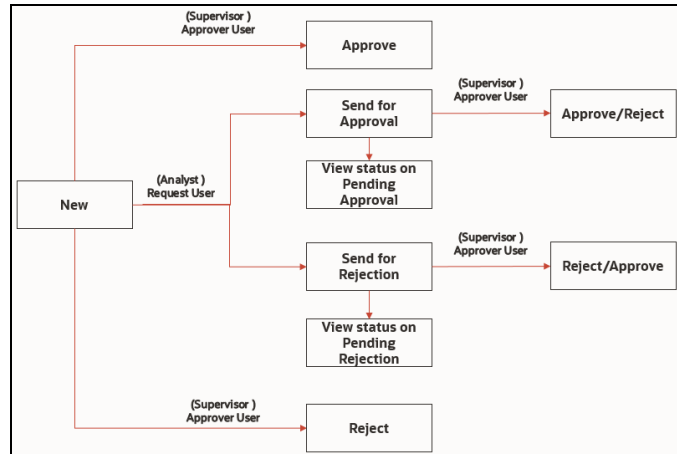 (Supervisor )
Approver User
Approve
(Supervisor )
Approver User
Send for
Approval
Approve/Reject
View status on
Pending
Approval
(Analyst )
Request User
New
(Supervisor )
Approver User
Send for
Rejection
Reject/Approve
View status on
Pending
Rejection
(Supervisor )
Approver User
Reject